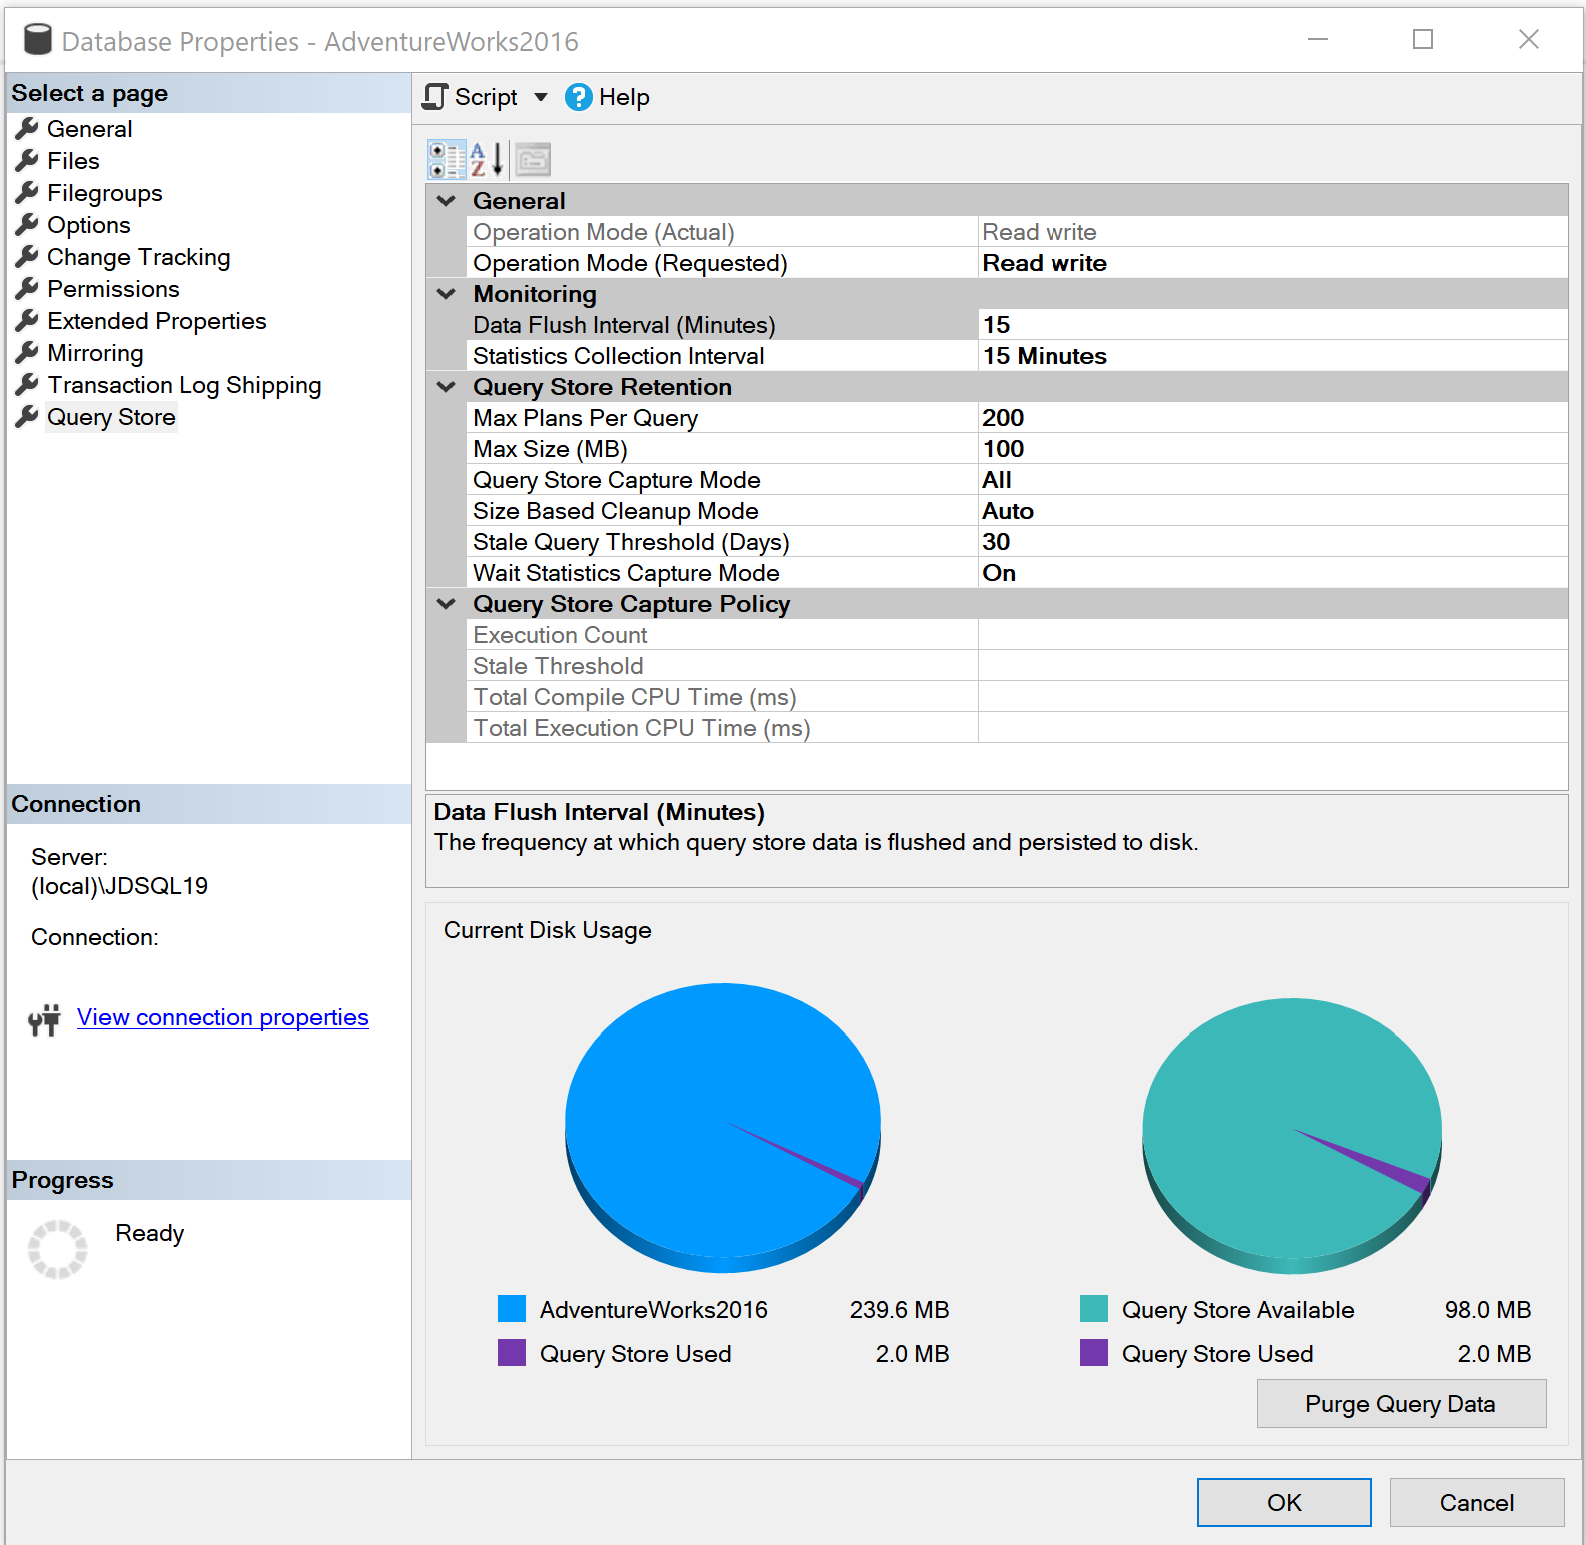 Database Properties - AdventureWorks2016
Select a page
General
Files
Filegroups
Options
Change Tracking
Permissions
Extended Properties
Mirroring
Transaction Log Shipping
Query Store
Connection
Server:
(local)\JDSQL19
Connection:
View connection properties
Progress
Ready
Script
Help
A
Z
General
Operation Mode (Actual) Read write
Operation Mode (Requested) Read write
Monitoring
Data Flush Interval (Minutes) 15
Statistics Collection Interval 15 Minutes
Query Store Retention
Max Plans Per Query 200
Max Size (MB) 100
Query Store Capture Mode All
Size Based Cleanup Mode Auto
Stale Query Threshold (Days) 30
Wait Statistics Capture Mode On
Query Store Capture Policy
Execution Count
Stale Threshold
Total Compile CPU Time (ms)
Total Execution CPU Time (ms)
Data Flush Interval (Minutes)
The frequency at which query store data is flushed and persisted to disk.
Current Disk Usage
AdventureWorks2016 239.6 MB
Query Store Used 2.0 MB
Query Store Available 98.0 MB
Query Store Used 2.0 MB
Purge Query Data
OK
Cancel